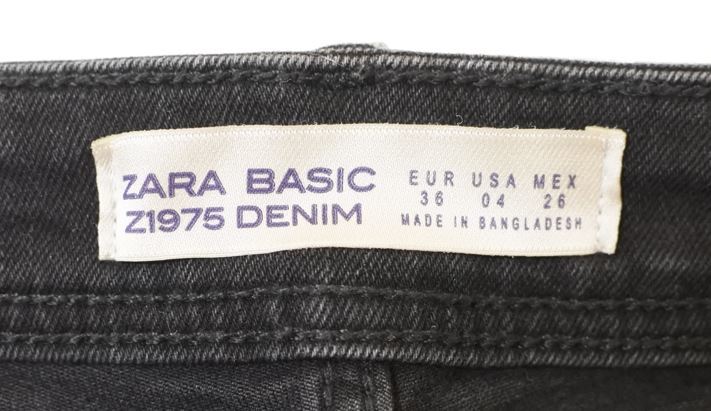 ZARA BASIC
Z1975 DENIM
EUR USA MEX
36 04 26
MADE IN BANGLADESH